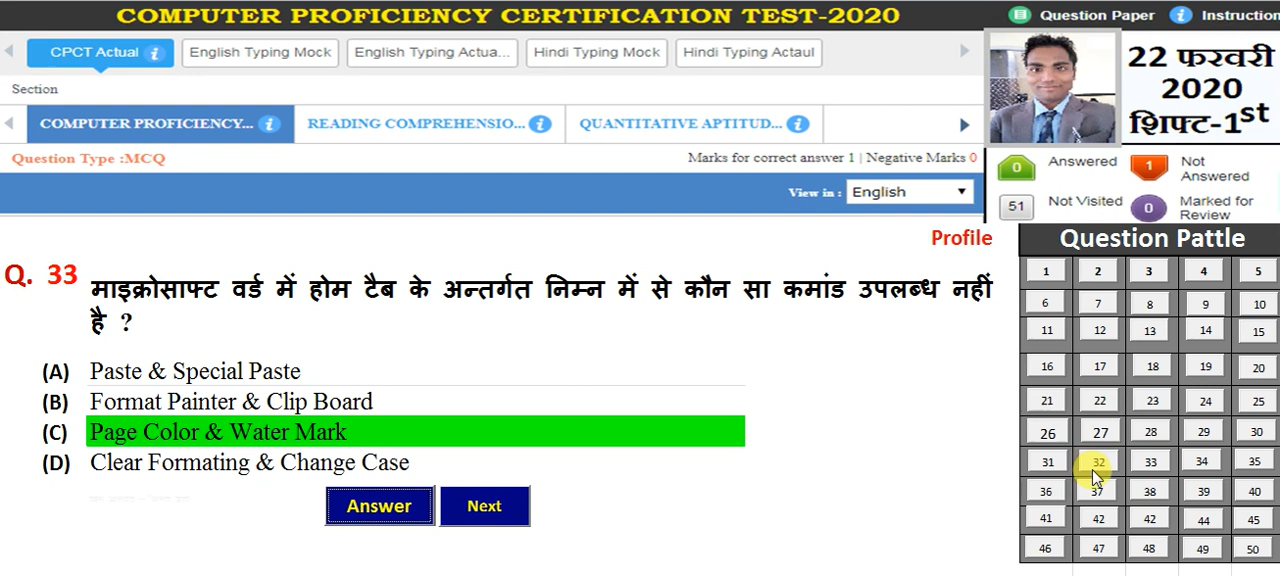 COMPUTER PROFICIENCY CERTIFICATION TEST-2020
Question Paper
Instruction
CPCT Actual
English Typing Mock
English Typing Actua...
Hindi Typing Mock
Hindi Typing Actaul
22 फरवरी
2020
शिफ्ट-1st
Section
COMPUTER PROFICIENCY...
READING COMPREHENSIO...
QUANTITATIVE APTITUD...
Question Type :MCQ
Marks for correct answer 1 | Negative Marks 0
View in :
English
0 Answered
1 Not Answered
51 Not Visited
0 Marked for Review
Profile
Question Pattle
Q. 33 माइक्रोसाफ्ट वर्ड में होम टैब के अन्तर्गत निम्न में से कौन सा कमांड उपलब्ध नहीं
है ?
(A) Paste & Special Paste
(B) Format Painter & Clip Board
(C) Page Color & Water Mark
(D) Clear Formating & Change Case
Answer
Next
1 2 3 4 5
6 7 8 9 10
11 12 13 14 15
16 17 18 19 20
21 22 23 24 25
26 27 28 29 30
31 32 33 34 35
36 37 38 39 40
41 42 42 44 45
46 47 48 49 50